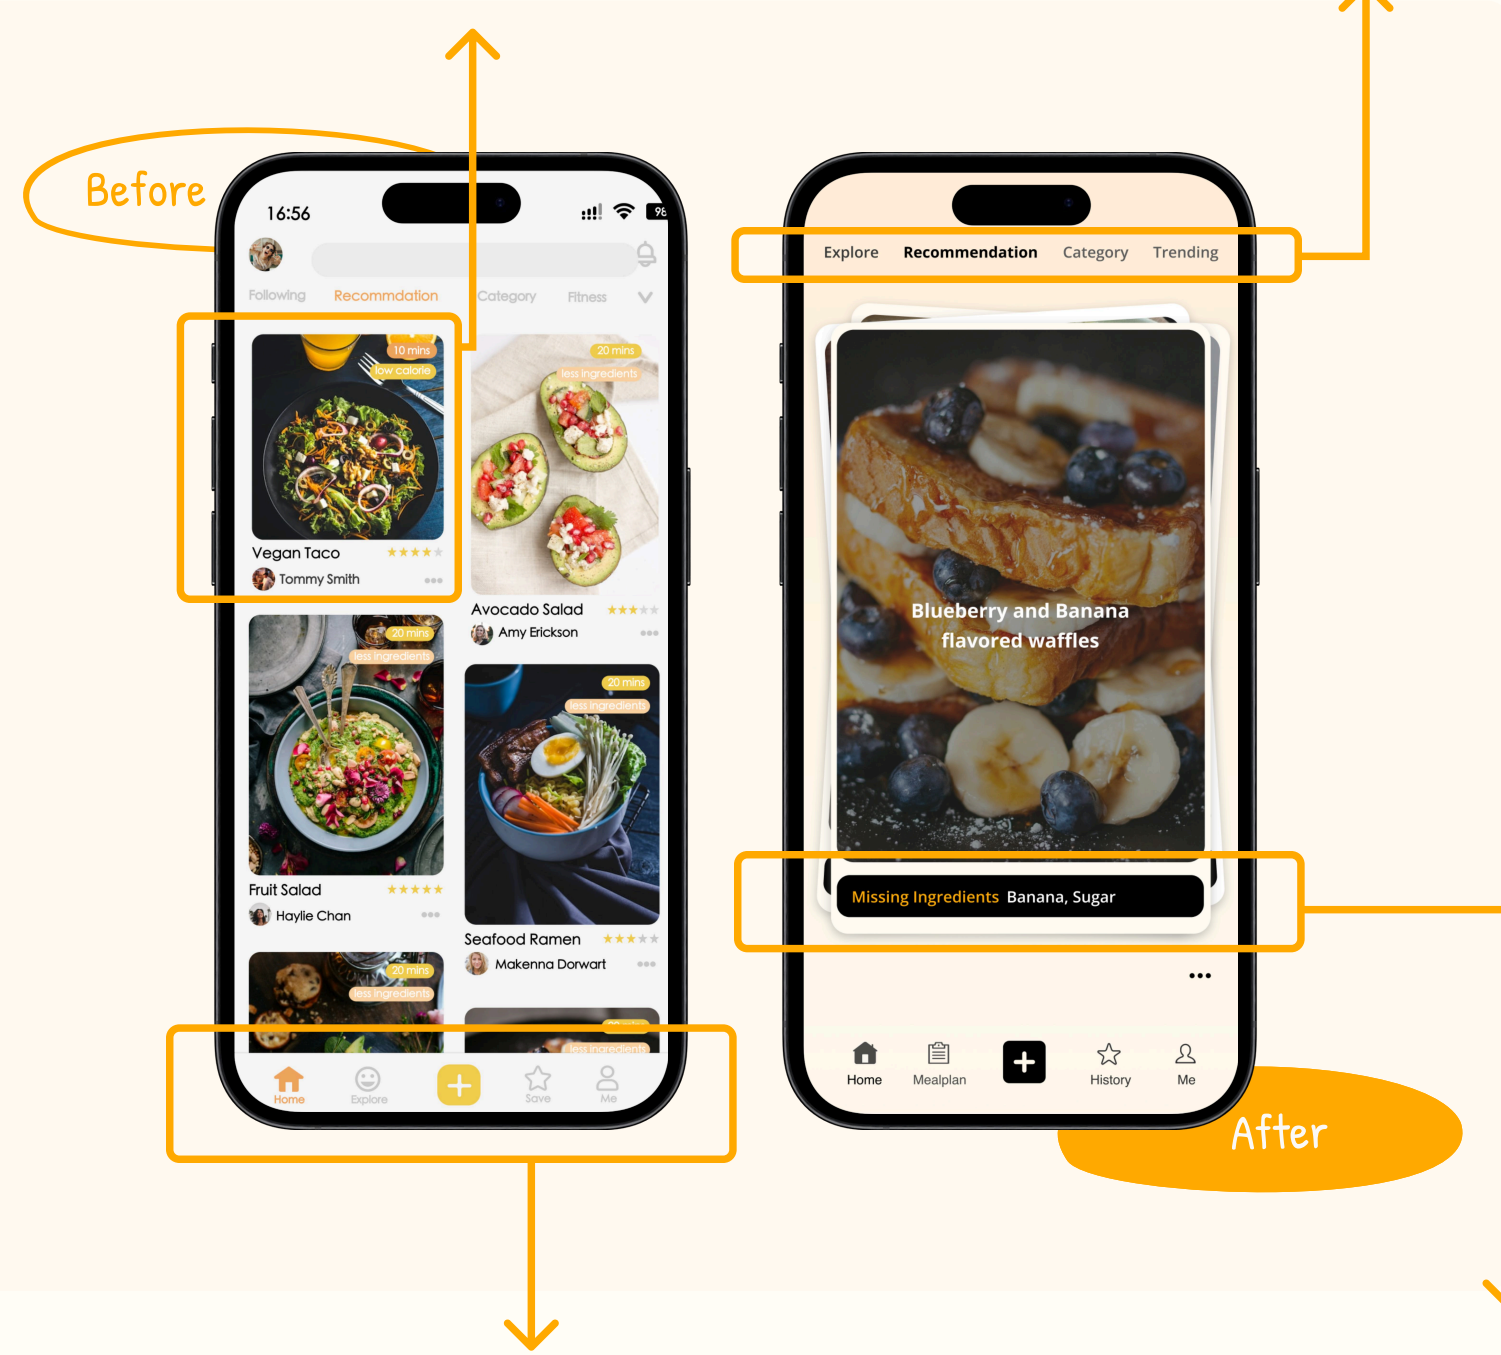 Before
16:56
98
Following Recommdation Category Fitness
10 mins
low calorie
Vegan Taco
Tommy Smith
20 mins
less ingredients
Avocado Salad
Amy Erickson
20 mins
less ingredients
Fruit Salad
Haylie Chan
20 mins
less ingredients
Seafood Ramen
Makenna Dorwart
20 mins
less ingredients
20 mins
less ingredients
Home Explore Save Me
Explore Recommendation Category Trending
Blueberry and Banana
flavored waffles
Missing Ingredients Banana, Sugar
Home Mealplan History Me
After